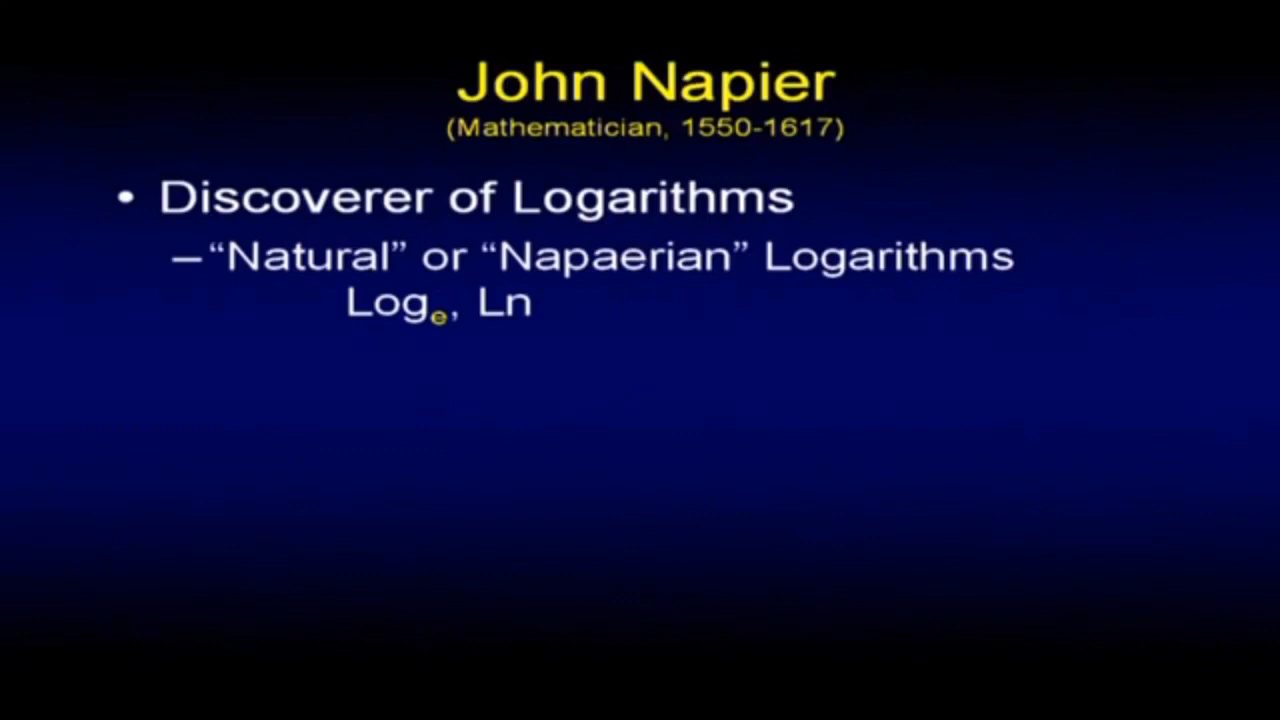 John Napier
(Mathematician, 1550-1617)
• Discoverer of Logarithms
– “Natural” or “Napaerian” Logarithms
Logₑ, Ln